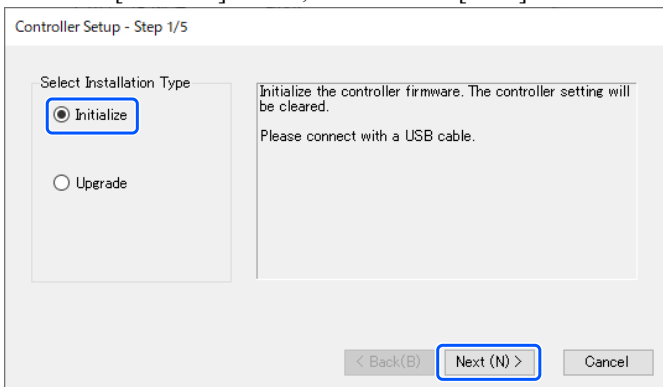 Controller Setup - Step 1/5
Select Installation Type
Initialize
Upgrade
Initialize the controller firmware. The controller setting will
be cleared.
Please connect with a USB cable.
< Back(B)
Next (N) >
Cancel